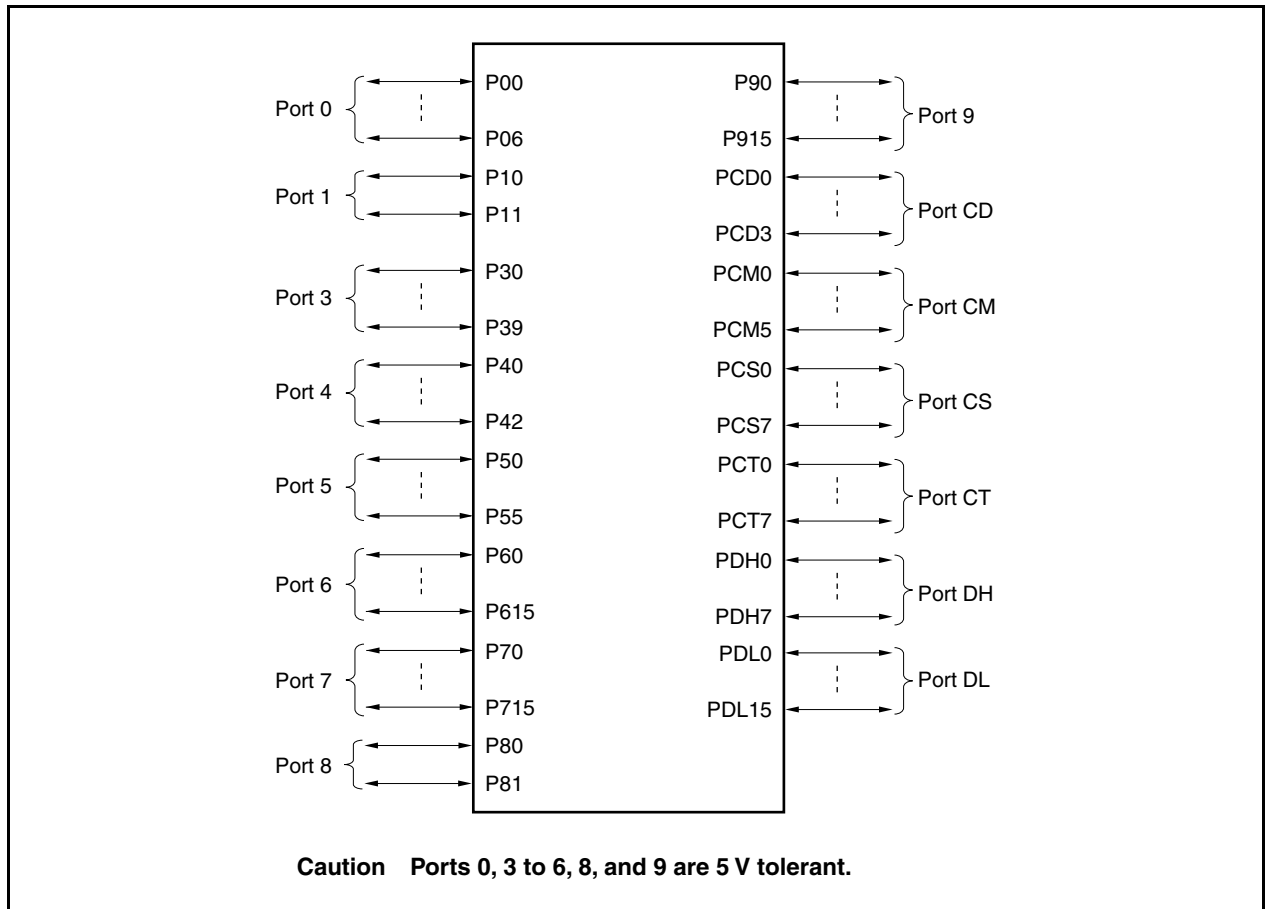 Port 0
P00
P06
Port 1
P10
P11
Port 3
P30
P39
Port 4
P40
P42
Port 5
P50
P55
Port 6
P60
P615
Port 7
P70
P715
Port 8
P80
P81
P90
P915
Port 9
PCD0
PCD3
Port CD
PCM0
PCM5
Port CM
PCS0
PCS7
Port CS
PCT0
PCT7
Port CT
PDH0
PDH7
Port DH
PDL0
PDL15
Port DL
Caution Ports 0, 3 to 6, 8, and 9 are 5 V tolerant.